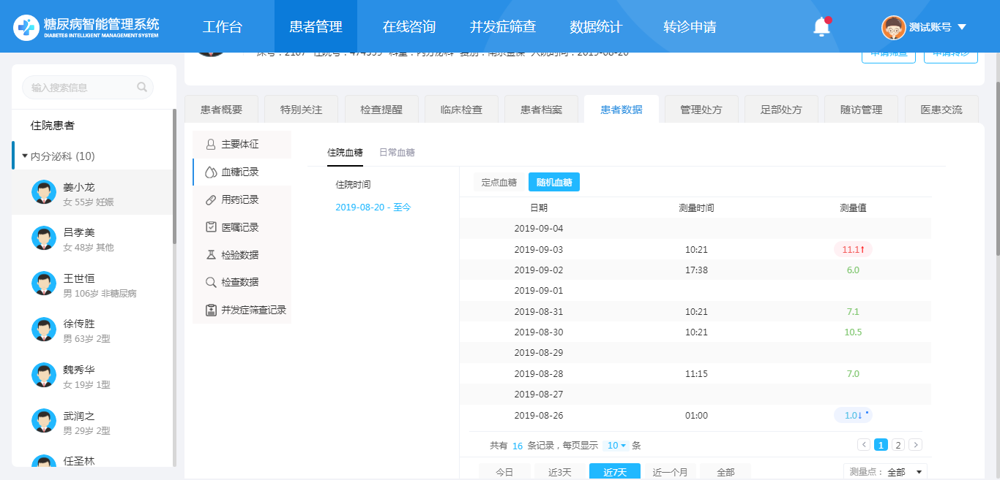 糖尿病智能管理系统
DIABETES INTELLIGENT MANAGEMENT SYSTEM
工作台 患者管理 在线咨询 并发症筛查 数据统计 转诊申请
测试账号
床号：2107 住院号：474359 科室：内分泌科 费别：南京金保 入院时间：2019-08-20
申请筛查 申请转诊
输入搜索信息
住院患者
内分泌科 (10)
姜小龙
女 55岁 妊娠
吕孝美
女 48岁 其他
王世恒
男 106岁 非糖尿病
徐传胜
男 63岁 2型
魏秀华
女 19岁 1型
武润之
男 29岁 2型
任圣林
患者概要 特别关注 检查提醒 临床检查 患者档案 患者数据 管理处方 足部处方 随访管理 医患交流
主要体征
血糖记录
用药记录
医嘱记录
检验数据
检查数据
并发症筛查记录
住院血糖 日常血糖
住院时间
2019-08-20 - 至今
定点血糖 随机血糖
日期 测量时间 测量值
2019-09-04
2019-09-03 10:21 11.1↑
2019-09-02 17:38 6.0
2019-09-01
2019-08-31 10:21 7.1
2019-08-30 10:21 10.5
2019-08-29
2019-08-28 11:15 7.0
2019-08-27
2019-08-26 01:00 1.0↓
共有 16 条记录，每页显示 10 条
1 2
今日 近3天 近7天 近一个月 全部
测量点： 全部